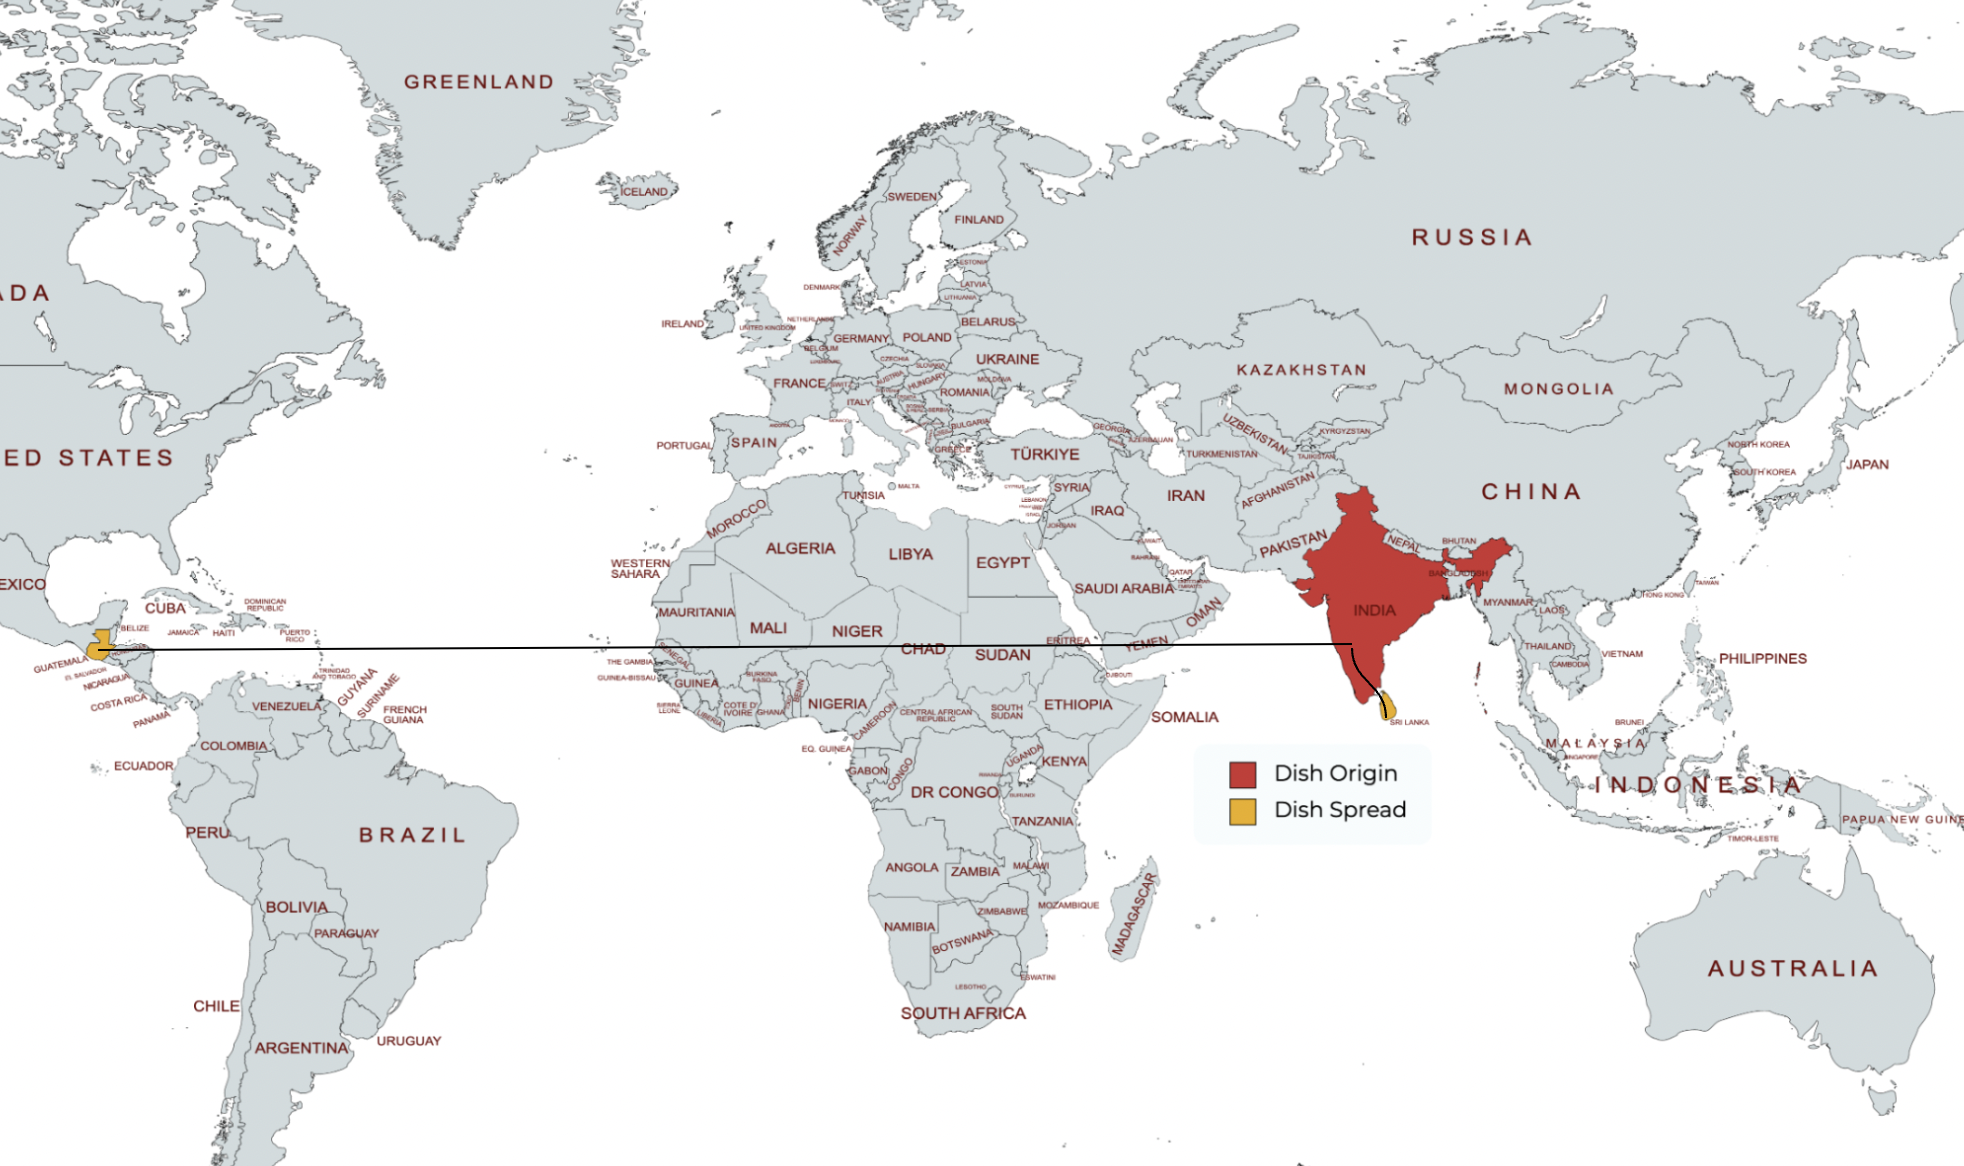 GREENLAND
ICELAND
SWEDEN
FINLAND
NORWAY
RUSSIA
ESTONIA
LATVIA
LITHUANIA
DENMARK
ADA
IRELAND
UNITED KINGDOM
NETHERLANDS
BELARUS
GERMANY
POLAND
BELGIUM
LUXEMBOURG
CZECHIA
SLOVAKIA
UKRAINE
KAZAKHSTAN
MONGOLIA
FRANCE
SWITZ.
AUSTRIA
HUNGARY
MOLDOVA
ROMANIA
ITALY
SERBIA
BULGARIA
MONACO
ANDORRA
PORTUGAL
SPAIN
GREECE
TÜRKIYE
GEORGIA
AZERBAIJAN
UZBEKISTAN
KYRGYZSTAN
TURKMENISTAN
TAJIKISTAN
NORTH KOREA
SOUTH KOREA
JAPAN
ED STATES
CHINA
TUNISIA
MALTA
CYPRUS
SYRIA
LEBANON
IRAQ
IRAN
AFGHANISTAN
JORDAN
MOROCCO
ALGERIA
LIBYA
EGYPT
KUWAIT
PAKISTAN
NEPAL
BHUTAN
BAHRAIN
QATAR
BANGLADESH
WESTERN
SAHARA
SAUDI ARABIA
UNITED ARAB
EMIRATES
OMAN
TAIWAN
HONG KONG
EXICO
CUBA
DOMINICAN
REPUBLIC
MAURITANIA
MALI
NIGER
CHAD
SUDAN
ERITREA
YEMEN
INDIA
MYANMAR
LAOS
BELIZE
JAMAICA
HAITI
PUERTO
RICO
HONDURAS
GUATEMALA
EL SALVADOR
NICARAGUA
COSTA RICA
PANAMA
TRINIDAD
AND TOBAGO
GUYANA
SURINAME
FRENCH
GUIANA
VENEZUELA
COLOMBIA
ECUADOR
SENEGAL
THE GAMBIA
GUINEA-BISSAU
GUINEA
SIERRA
LEONE
LIBERIA
COTE D'
IVOIRE
BURKINA
FASO
GHANA
TOGO
BENIN
NIGERIA
CAMEROON
CENTRAL AFRICAN
REPUBLIC
SOUTH
SUDAN
ETHIOPIA
DJIBOUTI
SOMALIA
THAILAND
CAMBODIA
VIETNAM
PHILIPPINES
SRI LANKA
BRUNEI
MALAYSIA
SINGAPORE
INDONESIA
PAPUA NEW GUINE
TIMOR-LESTE
EQ. GUINEA
GABON
CONGO
DR CONGO
UGANDA
KENYA
RWANDA
BURUNDI
TANZANIA
Dish Origin
Dish Spread
PERU
BRAZIL
BOLIVIA
PARAGUAY
CHILE
ARGENTINA
URUGUAY
ANGOLA
ZAMBIA
MALAWI
MOZAMBIQUE
ZIMBABWE
NAMIBIA
BOTSWANA
MADAGASCAR
ESWATINI
LESOTHO
SOUTH AFRICA
AUSTRALIA